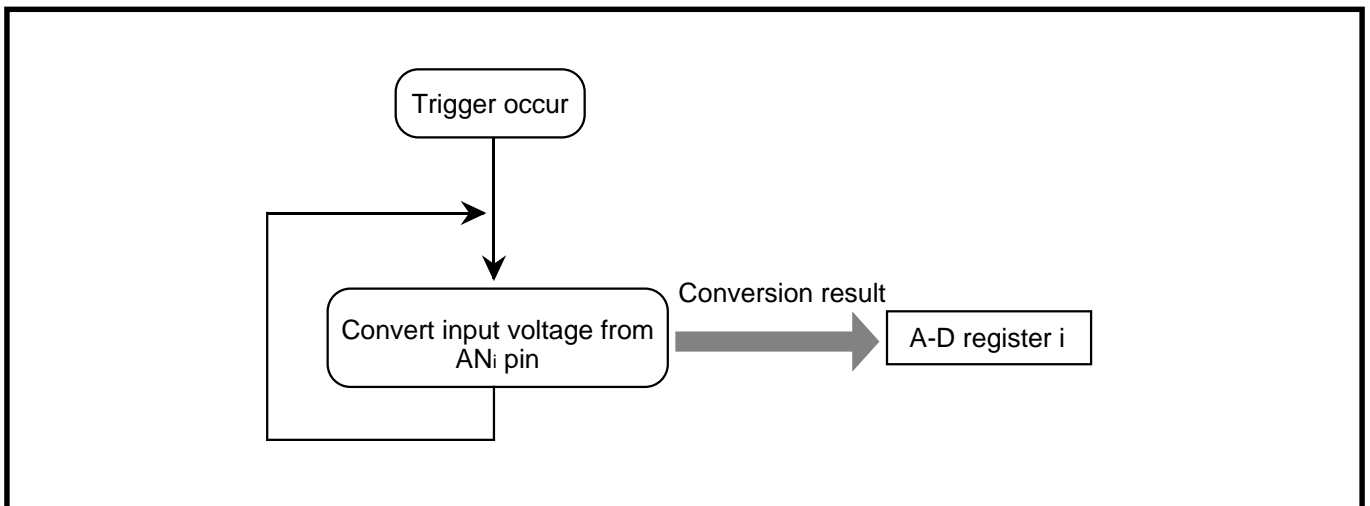 Trigger occur
Conversion result
Convert input voltage from
ANi pin
A-D register i